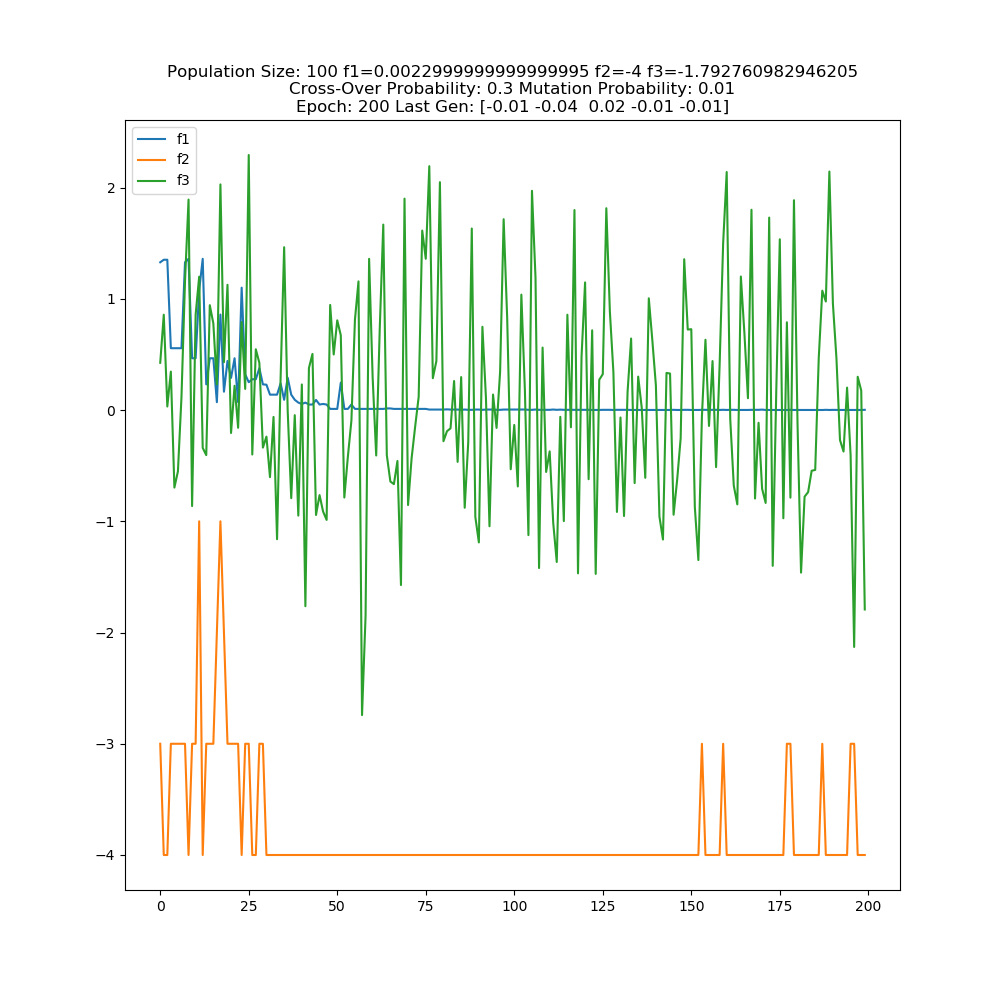 Population Size: 100 f1=0.0022999999999999995 f2=-4 f3=-1.792760982946205
Cross-Over Probability: 0.3 Mutation Probability: 0.01
Epoch: 200 Last Gen: [-0.01 -0.04  0.02 -0.01 -0.01]
f1
f2
f3
2
1
0
−1
−2
−3
−4
0 25 50 75 100 125 150 175 200